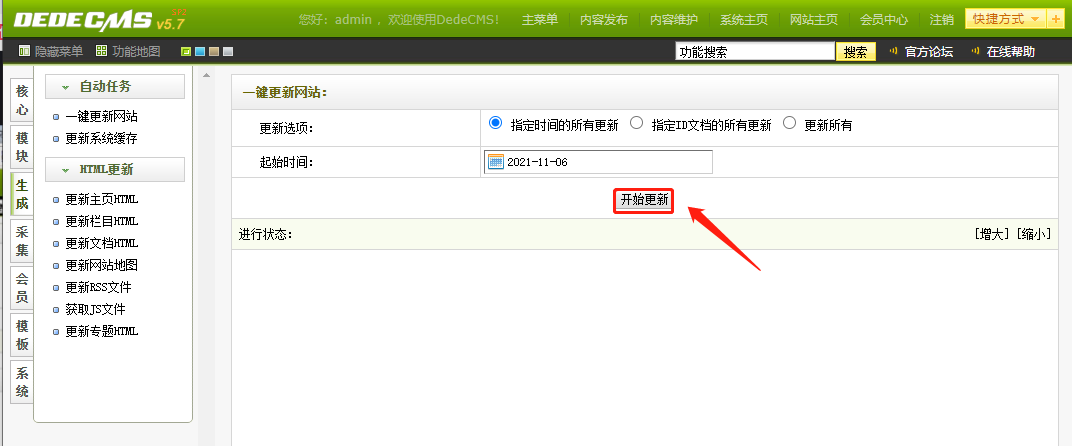 DEDECMS v5.7 SP2 您好：admin ，欢迎使用DedeCMS！ 主菜单 内容发布 内容维护 系统主页 网站主页 会员中心 注销 快捷方式 +
隐藏菜单 功能地图 功能搜索 搜索 官方论坛 在线帮助
核心
模块
生成
采集
会员
模板
系统
自动任务
一键更新网站
更新系统缓存
HTML更新
更新主页HTML
更新栏目HTML
更新文档HTML
更新网站地图
更新RSS文件
获取JS文件
更新专题HTML
一键更新网站：
更新选项： 指定时间的所有更新 指定ID文档的所有更新 更新所有
起始时间： 2021-11-06
开始更新
进行状态： [增大] [缩小]